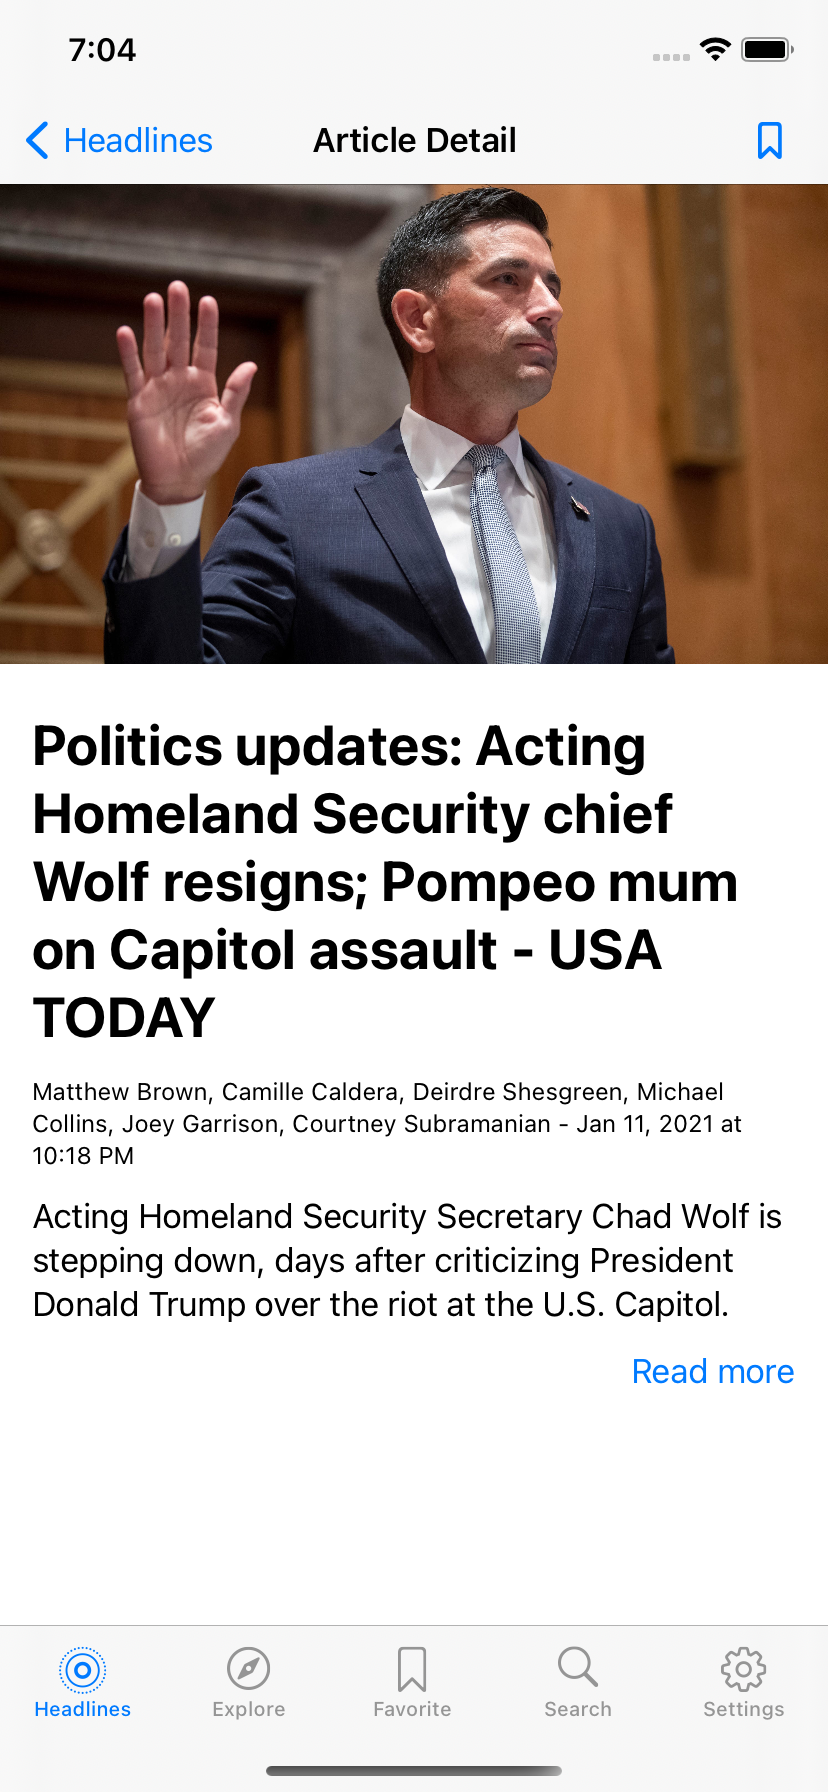 7:04
Headlines
Article Detail
Politics updates: Acting
Homeland Security chief
Wolf resigns; Pompeo mum
on Capitol assault - USA
TODAY
Matthew Brown, Camille Caldera, Deirdre Shesgreen, Michael
Collins, Joey Garrison, Courtney Subramanian - Jan 11, 2021 at
10:18 PM
Acting Homeland Security Secretary Chad Wolf is
stepping down, days after criticizing President
Donald Trump over the riot at the U.S. Capitol.
Read more
Headlines
Explore
Favorite
Search
Settings